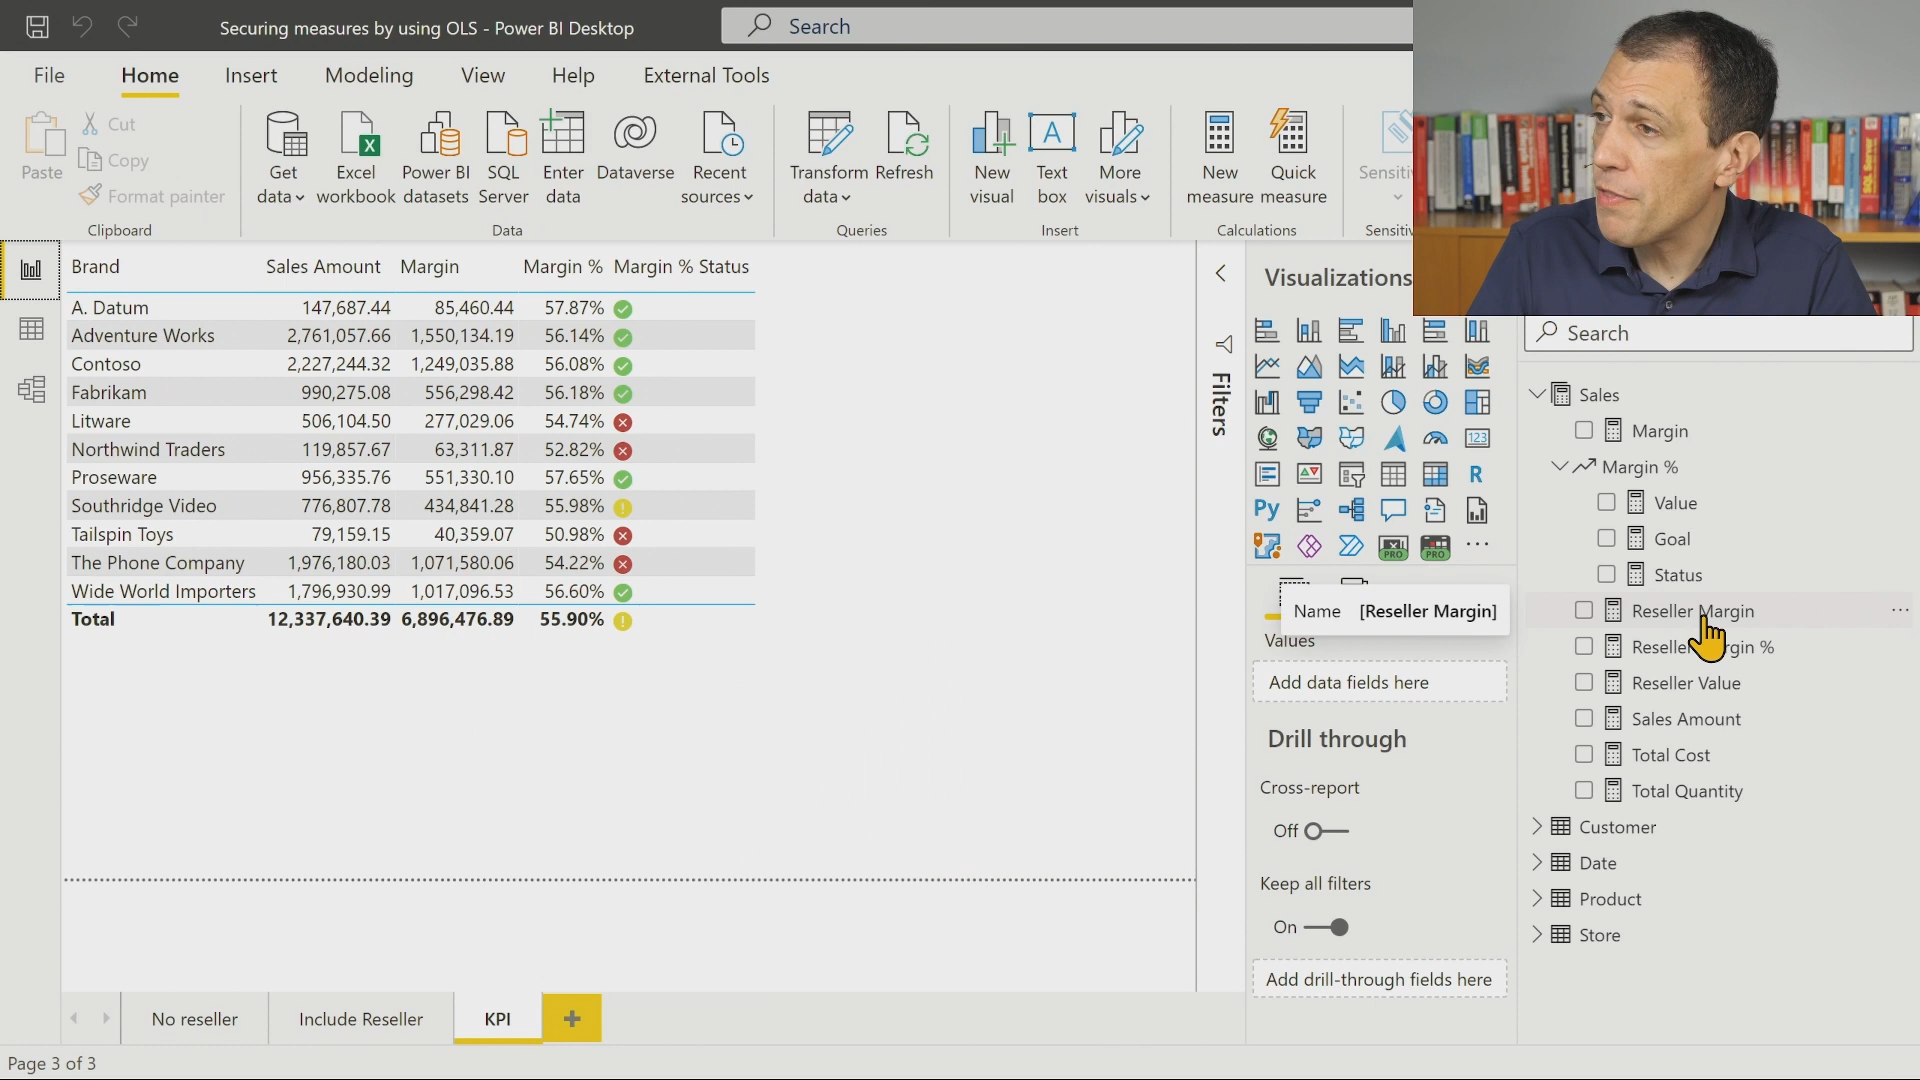 Securing measures by using OLS - Power BI Desktop
Search
File
Home
Insert
Modeling
View
Help
External Tools
Paste
Cut
Copy
Format painter
Clipboard
Get data
Excel workbook
Power BI datasets
SQL Server
Enter data
Dataverse
Recent sources
Data
Transform data
Refresh
Queries
New visual
Text box
More visuals
Insert
New measure
Quick measure
Calculations
Sensiti
Sensitiv
Brand Sales Amount Margin Margin % Margin % Status
A. Datum 147,687.44 85,460.44 57.87%
Adventure Works 2,761,057.66 1,550,134.19 56.14%
Contoso 2,227,244.32 1,249,035.88 56.08%
Fabrikam 990,275.08 556,298.42 56.18%
Litware 506,104.50 277,029.06 54.74%
Northwind Traders 119,857.67 63,311.87 52.82%
Proseware 956,335.76 551,330.10 57.65%
Southridge Video 776,807.78 434,841.28 55.98%
Tailspin Toys 79,159.15 40,359.07 50.98%
The Phone Company 1,976,180.03 1,071,580.06 54.22%
Wide World Importers 1,796,930.99 1,017,096.53 56.60%
Total 12,337,640.39 6,896,476.89 55.90%
Filters
Visualizations
123
R
Py
PRO
PRO
Name [Reseller Margin]
Values
Add data fields here
Drill through
Cross-report
Off
Keep all filters
On
Add drill-through fields here
Search
Sales
Margin
Margin %
Value
Goal
Status
Reseller Margin
Reseller Margin %
Reseller Value
Sales Amount
Total Cost
Total Quantity
Customer
Date
Product
Store
No reseller
Include Reseller
KPI
Page 3 of 3